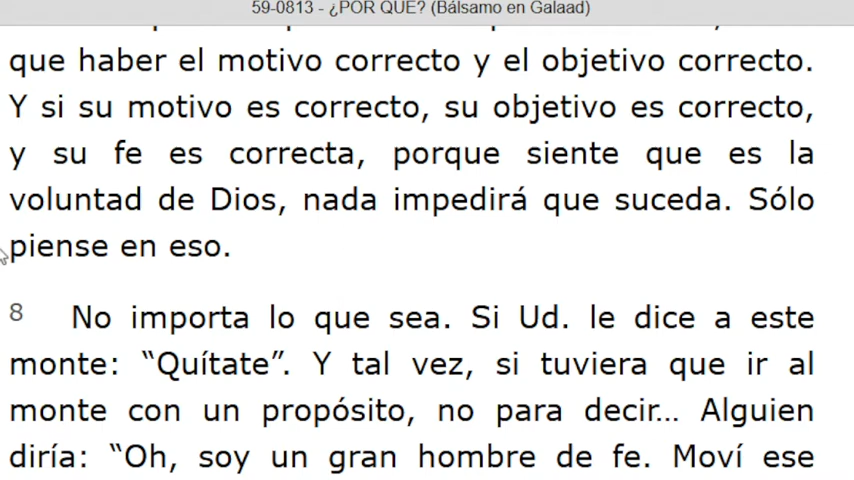 59-0813 - ¿POR QUE? (Bálsamo en Galaad)
que haber el motivo correcto y el objetivo correcto.
Y si su motivo es correcto, su objetivo es correcto,
y su fe es correcta, porque siente que es la
voluntad de Dios, nada impedirá que suceda. Sólo
piense en eso.
8 No importa lo que sea. Si Ud. le dice a este
monte: “Quítate”. Y tal vez, si tuviera que ir al
monte con un propósito, no para decir... Alguien
diría: “Oh, soy un gran hombre de fe. Moví ese